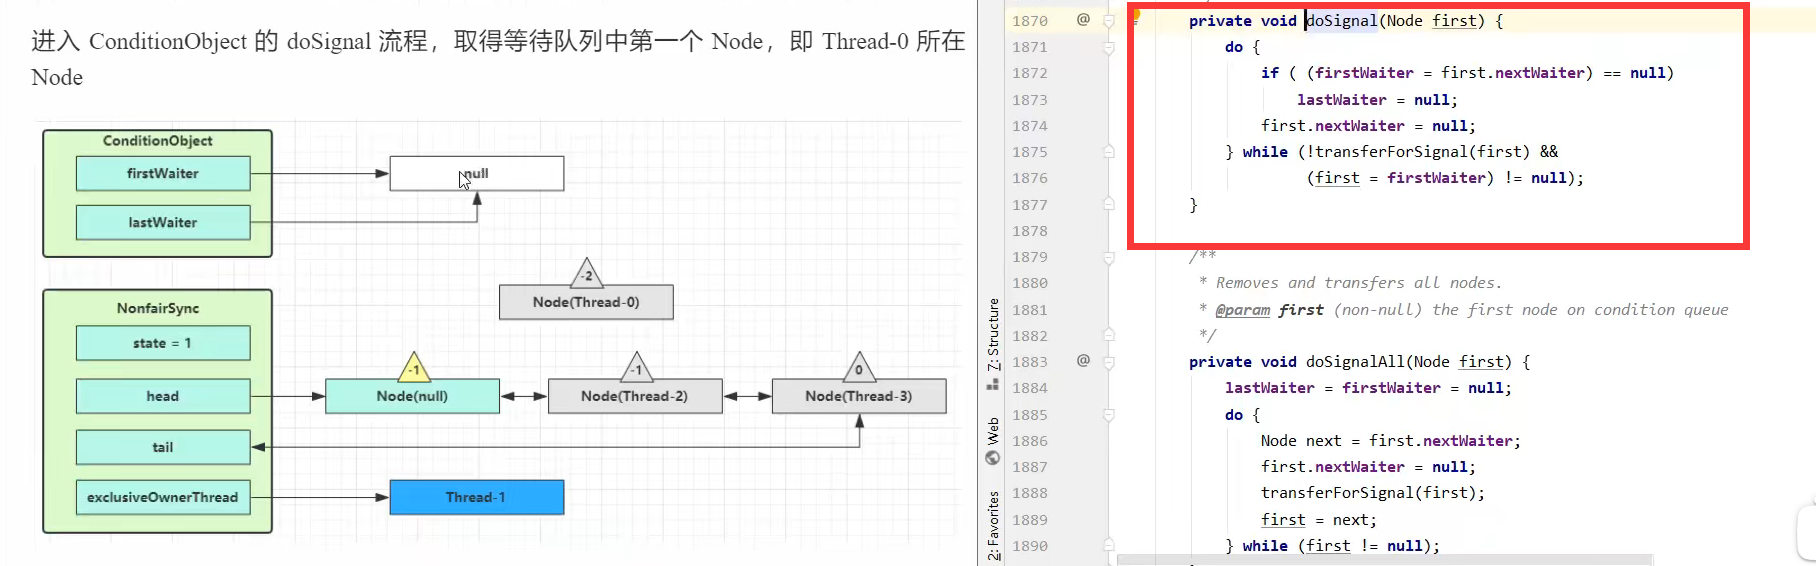 进入 ConditionObject 的 doSignal 流程，取得等待队列中第一个 Node，即 Thread-0 所在
Node
ConditionObject
firstWaiter
null
lastWaiter
-2
Node(Thread-0)
NonfairSync
state = 1
-1
-1
0
head
Node(null)
Node(Thread-2)
Node(Thread-3)
tail
exclusiveOwnerThread
Thread-1
7: Structure
Web
2: Favorites
1870 @ private void doSignal(Node first) {
1871 do {
1872 if ( (firstWaiter = first.nextWaiter) == null)
1873 lastWaiter = null;
1874 first.nextWaiter = null;
1875 } while (!transferForSignal(first) &&
1876 (first = firstWaiter) != null);
1877 }
1878
1879 /**
1880 * Removes and transfers all nodes.
1881 * @param first (non-null) the first node on condition queue
1882 */
1883 @ private void doSignalAll(Node first) {
1884 lastWaiter = firstWaiter = null;
1885 do {
1886 Node next = first.nextWaiter;
1887 first.nextWaiter = null;
1888 transferForSignal(first);
1889 first = next;
1890 } while (first != null);